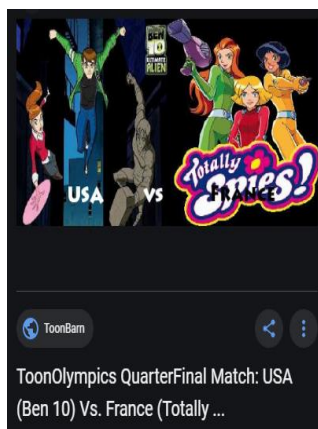 BEN 10
ULTIMATE
ALIEN
USA VS
Totally
Spies!
FRANCE
ToonBarn
ToonOlympics QuarterFinal Match: USA
(Ben 10) Vs. France (Totally ...